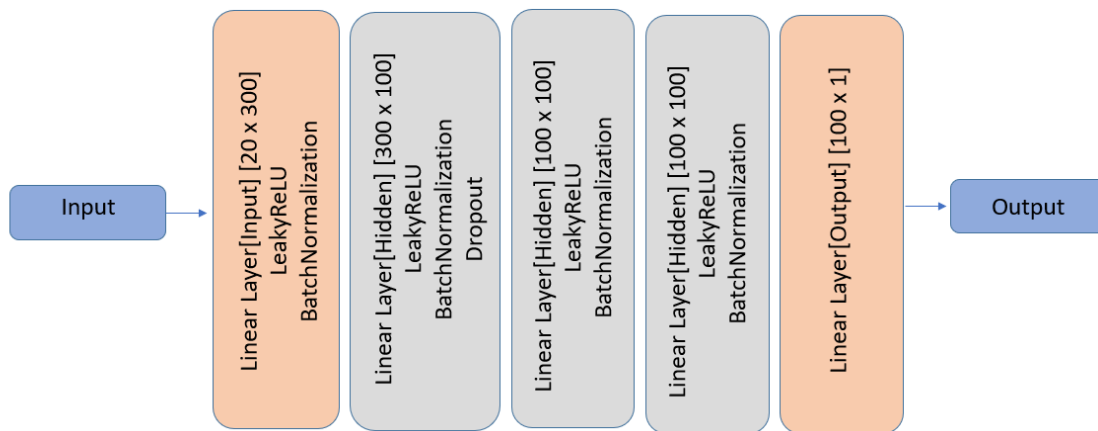 Input
Linear Layer[Input] [20 x 300]
LeakyReLU
BatchNormalization
Linear Layer[Hidden] [300 x 100]
LeakyReLU
BatchNormalization
Dropout
Linear Layer[Hidden] [100 x 100]
LeakyReLU
BatchNormalization
Linear Layer[Hidden] [100 x 100]
LeakyReLU
BatchNormalization
Linear Layer[Output] [100 x 1]
Output